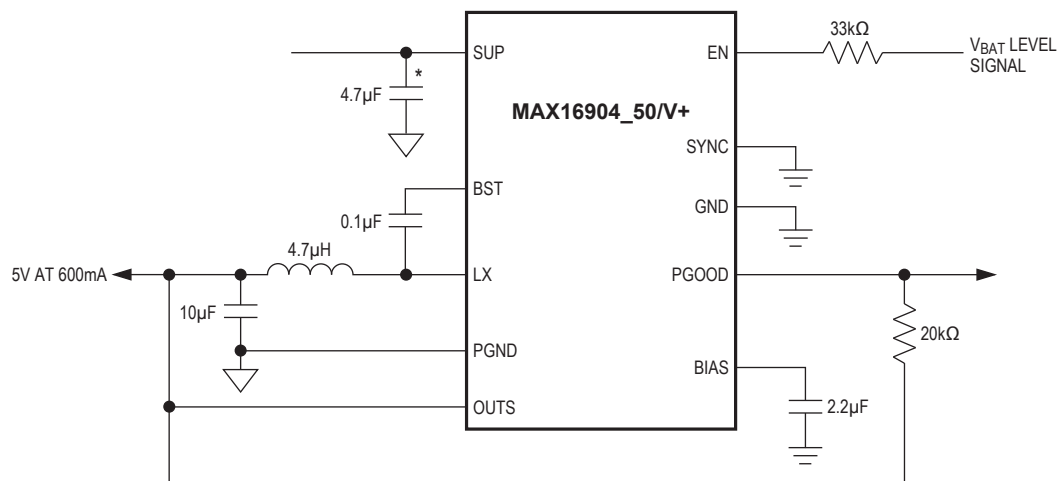 SUP
*
4.7µF
MAX16904_50/V+
EN
33kΩ
VBAT LEVEL
SIGNAL
SYNC
BST
0.1µF
GND
4.7µH
5V AT 600mA
LX
PGOOD
10µF
20kΩ
PGND
BIAS
OUTS
2.2µF